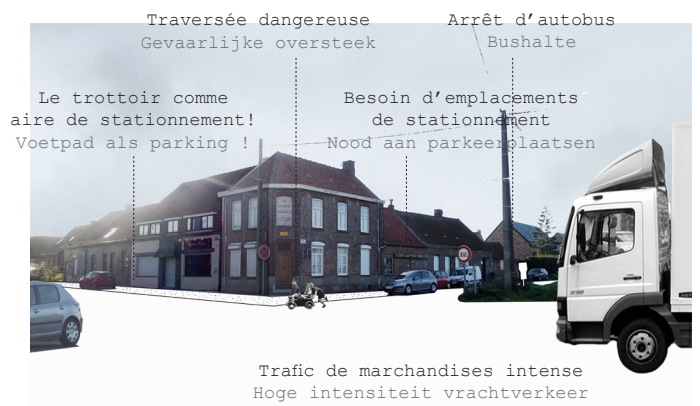 Traversée dangereuse
Gevaarlijke oversteek
Arrêt d’autobus
Bushalte
Le trottoir comme
aire de stationnement!
Voetpad als parking !
Besoin d’emplacements
de stationnement
Nood aan parkeerplaatsen
Trafic de marchandises intense
Hoge intensiteit vrachtverkeer